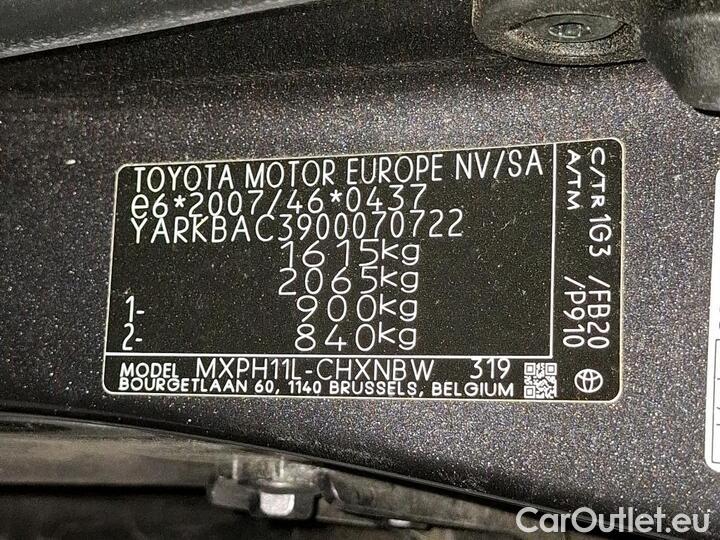 TOYOTA MOTOR EUROPE NV/SA
e6*2007/46*0437
YARKBAC3900070722
1615kg
2065kg
1- 900kg
2- 840kg
MODEL MXPH11L-CHXNBW 319
BOURGETLAAN 60, 1140 BRUSSELS, BELGIUM
C/TR 1G3 /FB20
A/TM /P910
CarOutlet.eu